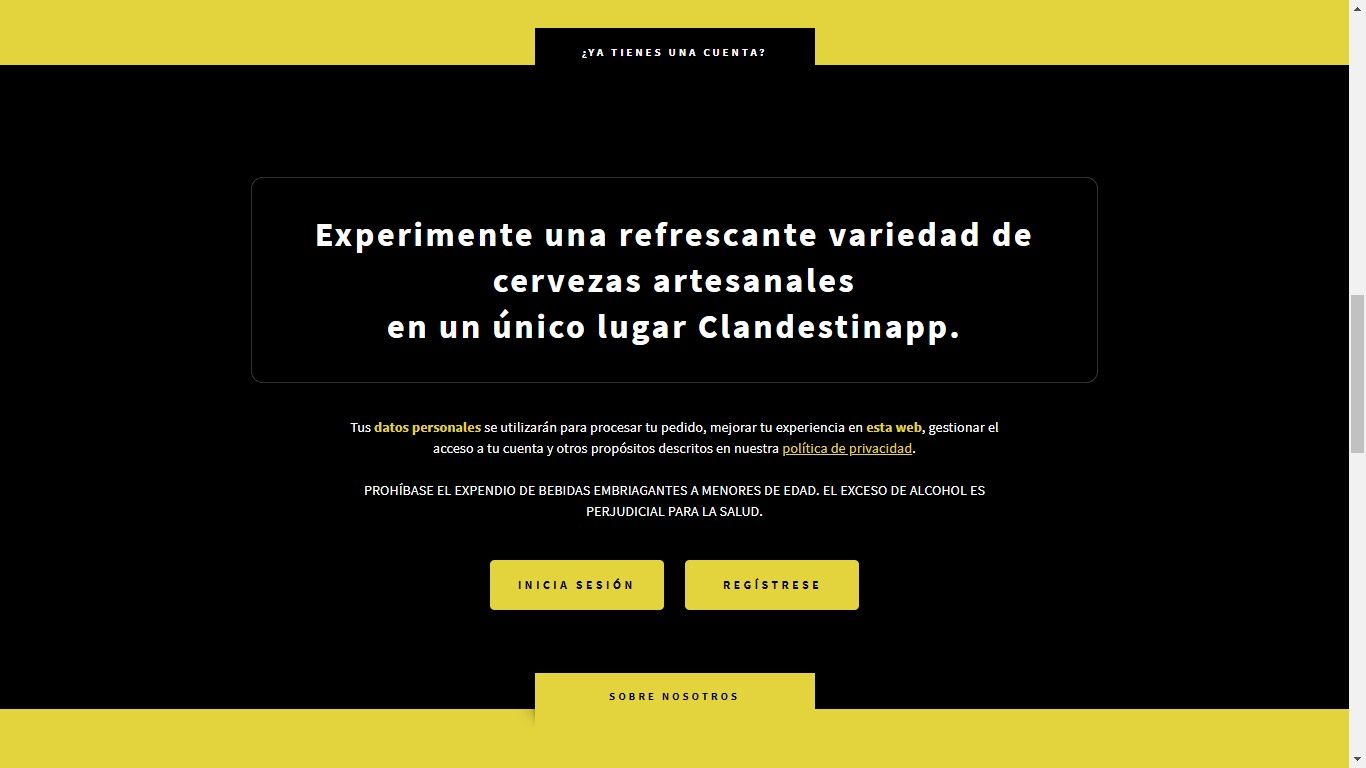 ¿YA TIENES UNA CUENTA?
Experimente una refrescante variedad de
cervezas artesanales
en un único lugar Clandestinapp.
Tus datos personales se utilizarán para procesar tu pedido, mejorar tu experiencia en esta web, gestionar el
acceso a tu cuenta y otros propósitos descritos en nuestra política de privacidad.
PROHÍBASE EL EXPENDIO DE BEBIDAS EMBRIAGANTES A MENORES DE EDAD. EL EXCESO DE ALCOHOL ES
PERJUDICIAL PARA LA SALUD.
INICIA SESIÓN
REGÍSTRESE
SOBRE NOSOTROS